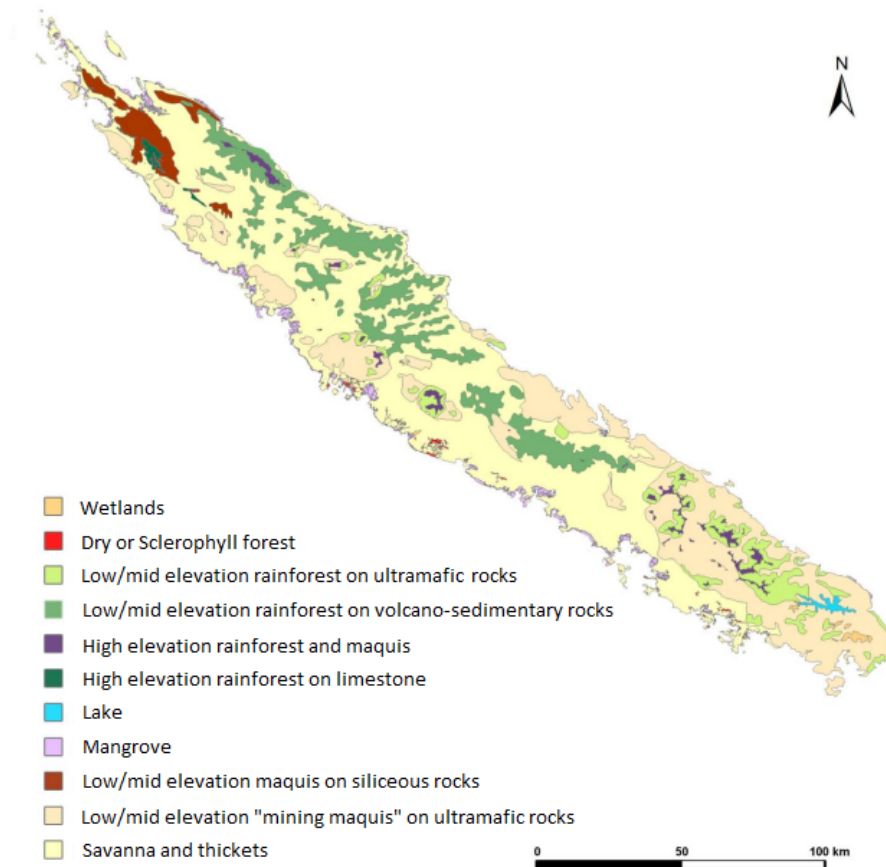 N
Wetlands
Dry or Sclerophyll forest
Low/mid elevation rainforest on ultramafic rocks
Low/mid elevation rainforest on volcano-sedimentary rocks
High elevation rainforest and maquis
High elevation rainforest on limestone
Lake
Mangrove
Low/mid elevation maquis on siliceous rocks
Low/mid elevation "mining maquis" on ultramafic rocks
Savanna and thickets
0 50 100 km